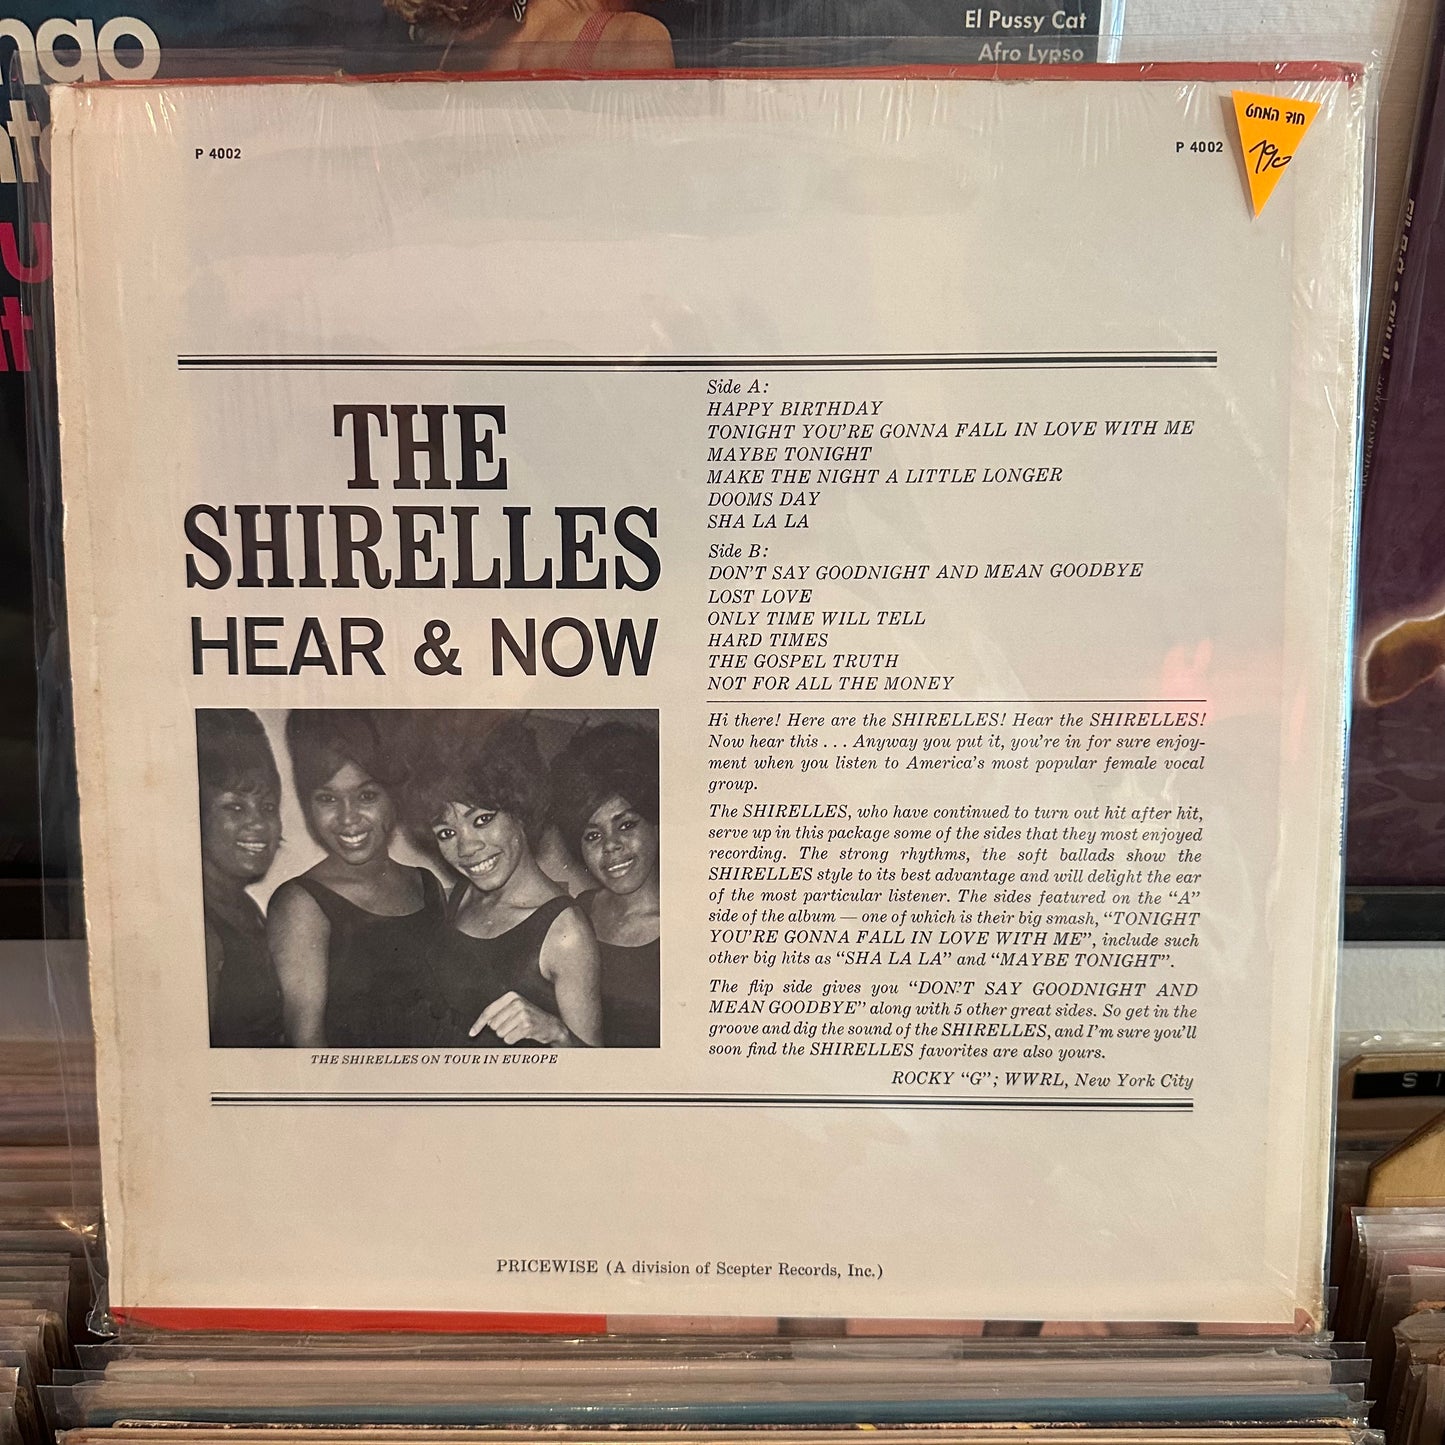 El Pussy Cat
Afro Lypso
חוד המחט
190
P 4002
P 4002
THE
SHIRELLES
HEAR & NOW
Side A:
HAPPY BIRTHDAY
TONIGHT YOU'RE GONNA FALL IN LOVE WITH ME
MAYBE TONIGHT
MAKE THE NIGHT A LITTLE LONGER
DOOMS DAY
SHA LA LA
Side B:
DON'T SAY GOODNIGHT AND MEAN GOODBYE
LOST LOVE
ONLY TIME WILL TELL
HARD TIMES
THE GOSPEL TRUTH
NOT FOR ALL THE MONEY
Hi there! Here are the SHIRELLES! Hear the SHIRELLES!
Now hear this . . . Anyway you put it, you're in for sure enjoy-
ment when you listen to America's most popular female vocal
group.
The SHIRELLES, who have continued to turn out hit after hit,
serve up in this package some of the sides that they most enjoyed
recording. The strong rhythms, the soft ballads show the
SHIRELLES style to its best advantage and will delight the ear
of the most particular listener. The sides featured on the “A”
side of the album — one of which is their big smash, “TONIGHT
YOU'RE GONNA FALL IN LOVE WITH ME”, include such
other big hits as “SHA LA LA” and “MAYBE TONIGHT”.
The flip side gives you “DON'T SAY GOODNIGHT AND
MEAN GOODBYE” along with 5 other great sides. So get in the
groove and dig the sound of the SHIRELLES, and I'm sure you'll
soon find the SHIRELLES favorites are also yours.
ROCKY “G”; WWRL, New York City
THE SHIRELLES ON TOUR IN EUROPE
PRICEWISE (A division of Scepter Records, Inc.)